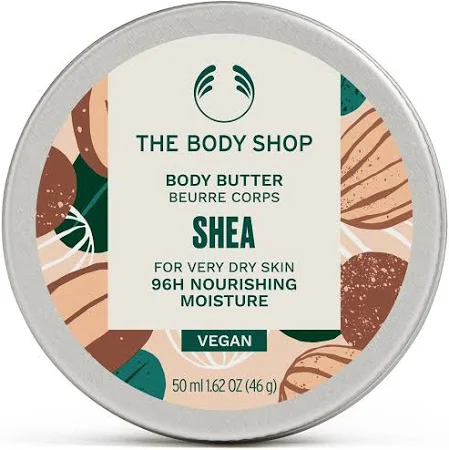 THE BODY SHOP
BODY BUTTER
BEURRE CORPS
SHEA
FOR VERY DRY SKIN
96H NOURISHING
MOISTURE
VEGAN
50 ml 1.62 OZ (46 g)